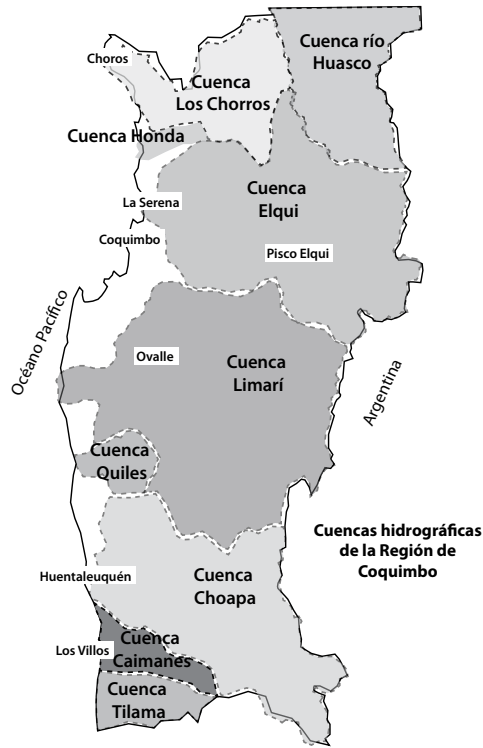 Cuenca río
Huasco
Choros
Cuenca
Los Chorros
Cuenca Honda
Cuenca
Elqui
La Serena
Coquimbo
Pisco Elqui
Océano Pacífico
Ovalle
Cuenca
Limarí
Argentina
Cuenca
Quiles
Cuencas hidrográficas
de la Región de
Coquimbo
Huentaleuquén
Cuenca
Choapa
Los Villos
Cuenca
Caimanes
Cuenca
Tilama